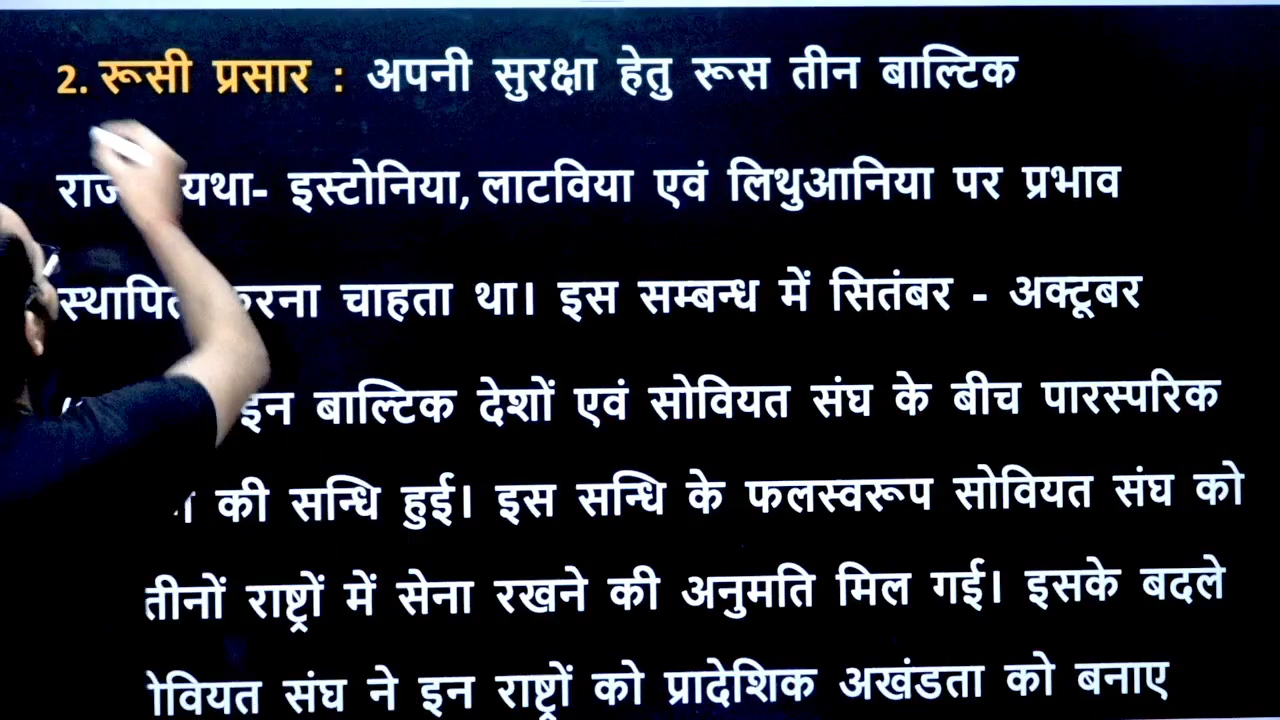 2. रूसी प्रसार : अपनी सुरक्षा हेतु रूस तीन बाल्टिक
यथा- इस्टोनिया, लाटविया एवं लिथुआनिया पर प्रभाव
चाहता था। इस सम्बन्ध में सितंबर - अक्टूबर
इन बाल्टिक देशों एवं सोवियत संघ के बीच पारस्परिक
की सन्धि हुई। इस सन्धि के फलस्वरूप सोवियत संघ को
तीनों राष्ट्रों में सेना रखने की अनुमति मिल गई। इसके बदले
संघ ने इन राष्ट्रों को प्रादेशिक अखंडता को बनाए